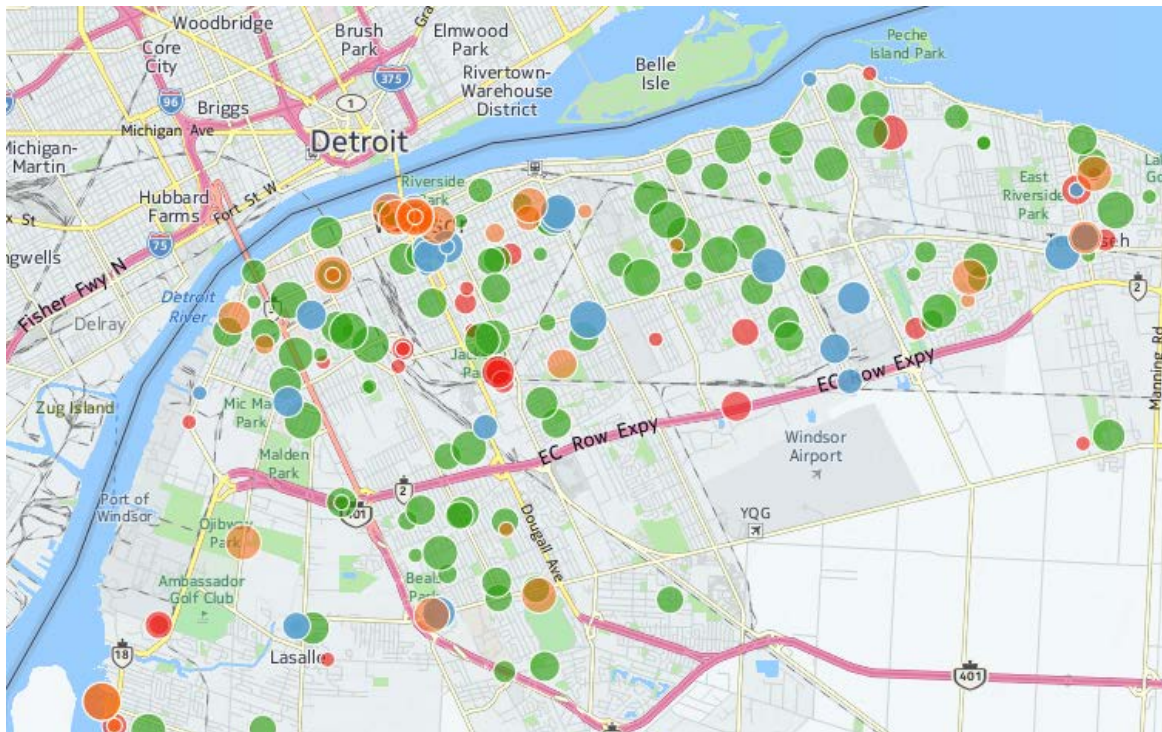 Woodbridge
Core
City
Brush
Park
Elmwood
Park
Peche
Island Park
Belle
Isle
Rivertown-
Warehouse
District
375
96
Briggs
1
Michigan Ave
Detroit
Michigan-
Martin
Hubbard
Farms
Fort St W
75
Riverside
East
Riverside
Park
Fisher Fwy N
Detroit
River
Delray
2
Manning Rd
Zug Island
Mic Ma
Park
EC Row Expy
EC Row Expy
Malden
Park
Windsor
Airport
2
Port of
Windsor
401
YQG
Dougall Ave
Ojibway
Park
Ambassador
Golf Club
18
Lasalle
401